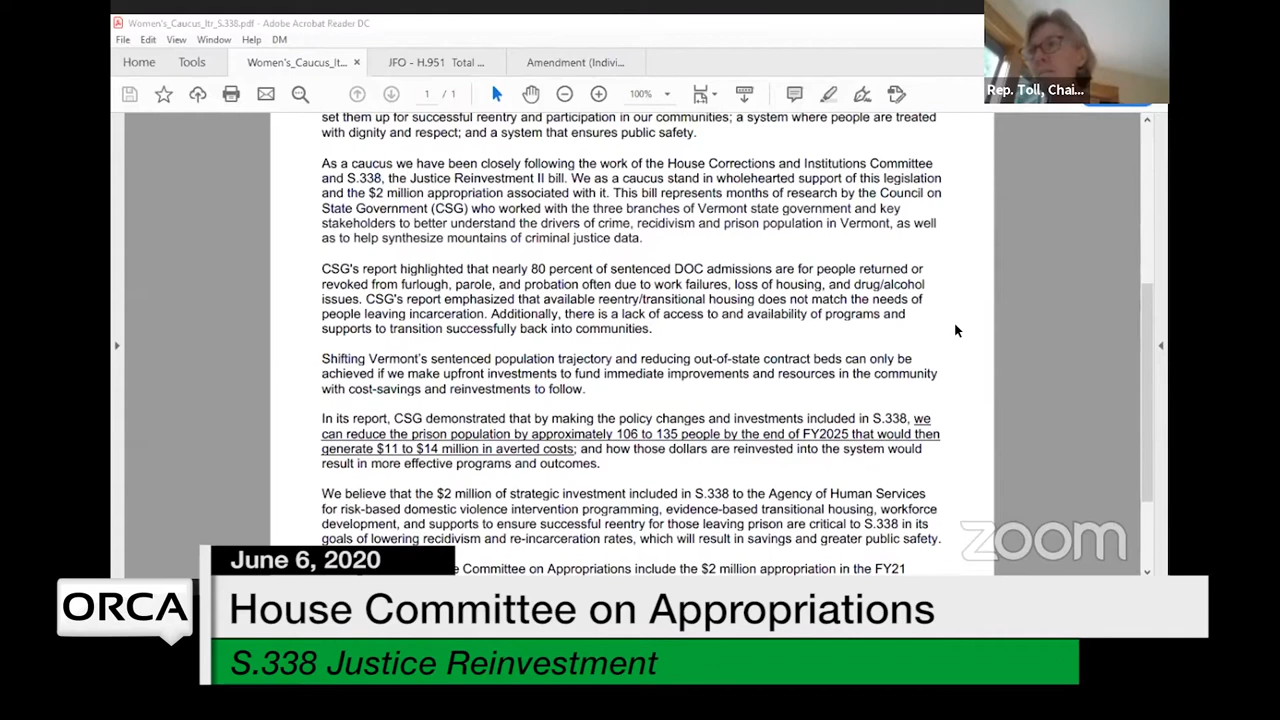 Women's_Caucus_ltr_S.338.pdf - Adobe Acrobat Reader DC
File Edit View Window Help DM
Home Tools Women's_Caucus_lt... × JFO - H.951 Total ... Amendment (Indivi...
1 / 1 100%
Rep. Toll, Chai...
set them up for successful reentry and participation in our communities; a system where people are treated
with dignity and respect; and a system that ensures public safety.
As a caucus we have been closely following the work of the House Corrections and Institutions Committee
and S.338, the Justice Reinvestment II bill. We as a caucus stand in wholehearted support of this legislation
and the $2 million appropriation associated with it. This bill represents months of research by the Council on
State Government (CSG) who worked with the three branches of Vermont state government and key
stakeholders to better understand the drivers of crime, recidivism and prison population in Vermont, as well
as to help synthesize mountains of criminal justice data.
CSG's report highlighted that nearly 80 percent of sentenced DOC admissions are for people returned or
revoked from furlough, parole, and probation often due to work failures, loss of housing, and drug/alcohol
issues. CSG's report emphasized that available reentry/transitional housing does not match the needs of
people leaving incarceration. Additionally, there is a lack of access to and availability of programs and
supports to transition successfully back into communities.
Shifting Vermont's sentenced population trajectory and reducing out-of-state contract beds can only be
achieved if we make upfront investments to fund immediate improvements and resources in the community
with cost-savings and reinvestments to follow.
In its report, CSG demonstrated that by making the policy changes and investments included in S.338, we
can reduce the prison population by approximately 106 to 135 people by the end of FY2025 that would then
generate $11 to $14 million in averted costs; and how those dollars are reinvested into the system would
result in more effective programs and outcomes.
We believe that the $2 million of strategic investment included in S.338 to the Agency of Human Services
for risk-based domestic violence intervention programming, evidence-based transitional housing, workforce
development, and supports to ensure successful reentry for those leaving prison are critical to S.338 in its
goals of lowering recidivism and re-incarceration rates, which will result in savings and greater public safety.
Committee on Appropriations include the $2 million appropriation in the FY21
zoom
June 6, 2020
ORCA
House Committee on Appropriations
S.338 Justice Reinvestment